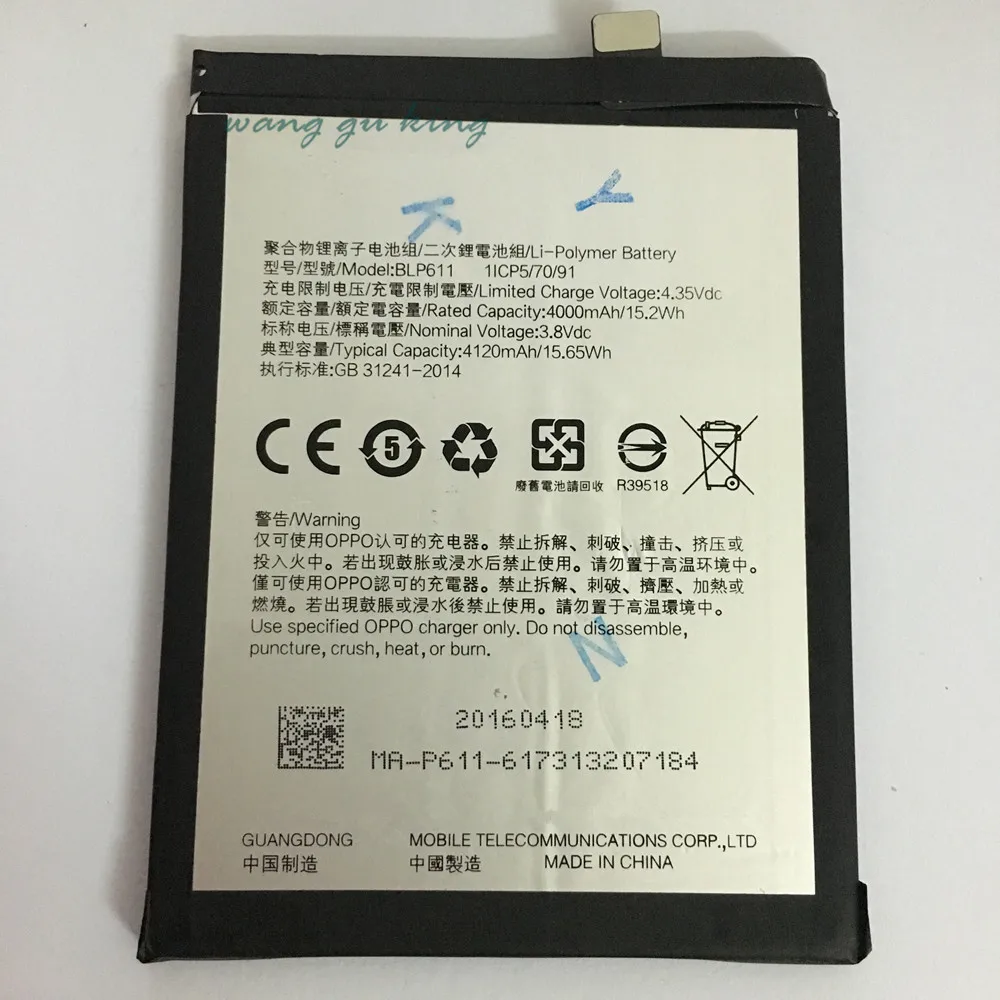 wang gu king
K
Y
聚合物锂离子电池组/二次鋰電池組/Li-Polymer Battery
型号/型號/Model:BLP611 1ICP5/70/91
充电限制电压/充電限制電壓/Limited Charge Voltage:4.35Vdc
额定容量/額定電容量/Rated Capacity:4000mAh/15.2Wh
标称电压/標稱電壓/Nominal Voltage:3.8Vdc
典型容量/Typical Capacity:4120mAh/15.65Wh
执行标准:GB 31241-2014
CE 5
廢舊電池請回收 R39518
警告/Warning
仅可使用OPPO认可的充电器。禁止拆解、刺破、撞击、挤压或
投入火中。若出现鼓胀或浸水后禁止使用。请勿置于高温环境中。
僅可使用OPPO認可的充電器。禁止拆解、刺破、擠壓、加熱或
燃燒。若出現鼓脹或浸水後禁止使用。請勿置于高温環境中。
Use specified OPPO charger only. Do not disassemble,
puncture, crush, heat, or burn.
N
20160418
MA-P611-617313207184
GUANGDONG MOBILE TELECOMMUNICATIONS CORP.,LTD
中国制造 中國製造 MADE IN CHINA